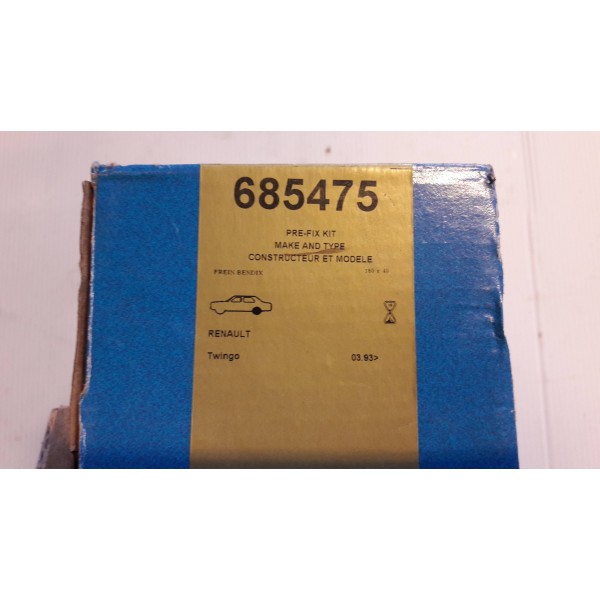 685475
PRE-FIX KIT
MAKE AND TYPE
CONSTRUCTEUR ET MODELE
FREIN BENDIX
RENAULT
Twingo 03.93>